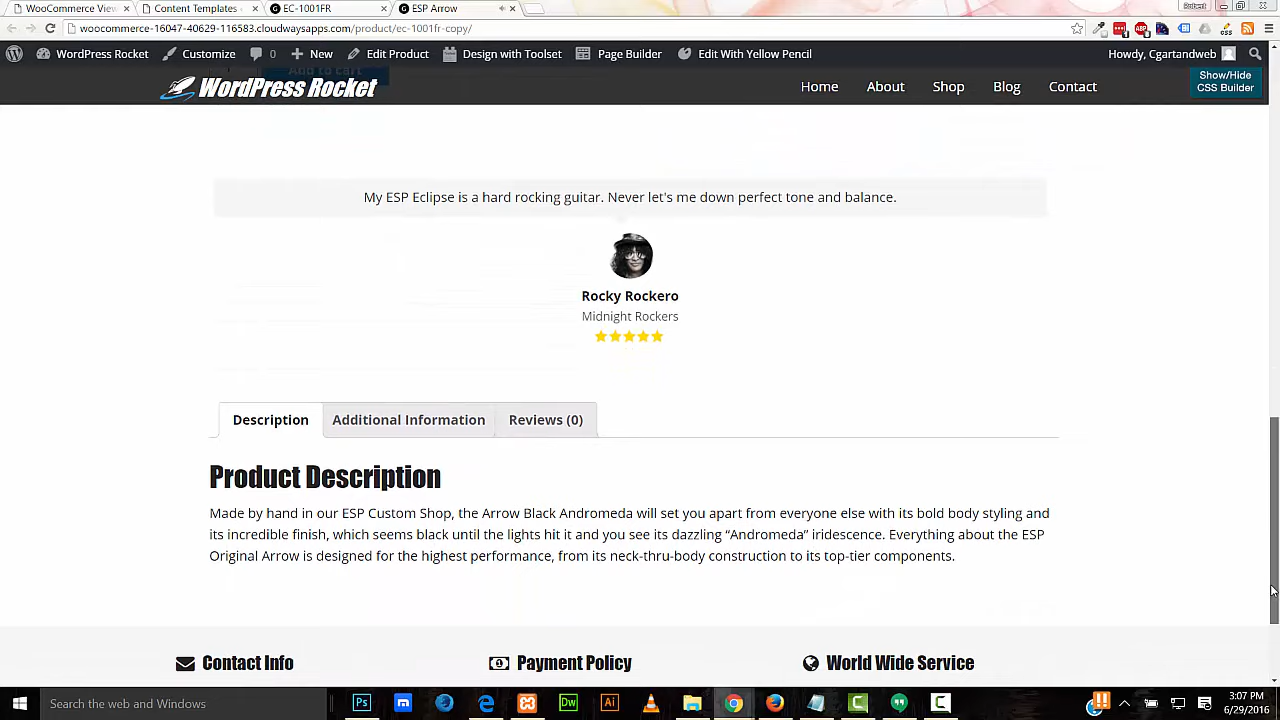 WooCommerce View
Content Templates
EC-1001FR
ESP Arrow
Robert
woocommerce-16047-40629-116583.cloudwaysapps.com/product/ec-1001fr-copy/
WordPress Rocket
Customize
0
New
Edit Product
Design with Toolset
Page Builder
Edit With Yellow Pencil
Howdy, Cgartandweb
Add to cart
WordPress Rocket
Home
About
Shop
Blog
Contact
Show/Hide
CSS Builder
My ESP Eclipse is a hard rocking guitar. Never let's me down perfect tone and balance.
Rocky Rockero
Midnight Rockers
Description
Additional Information
Reviews (0)
Product Description
Made by hand in our ESP Custom Shop, the Arrow Black Andromeda will set you apart from everyone else with its bold body styling and
its incredible finish, which seems black until the lights hit it and you see its dazzling “Andromeda” iridescence. Everything about the ESP
Original Arrow is designed for the highest performance, from its neck-thru-body construction to its top-tier components.
Contact Info
Payment Policy
World Wide Service
Search the web and Windows
3:07 PM
6/29/2016